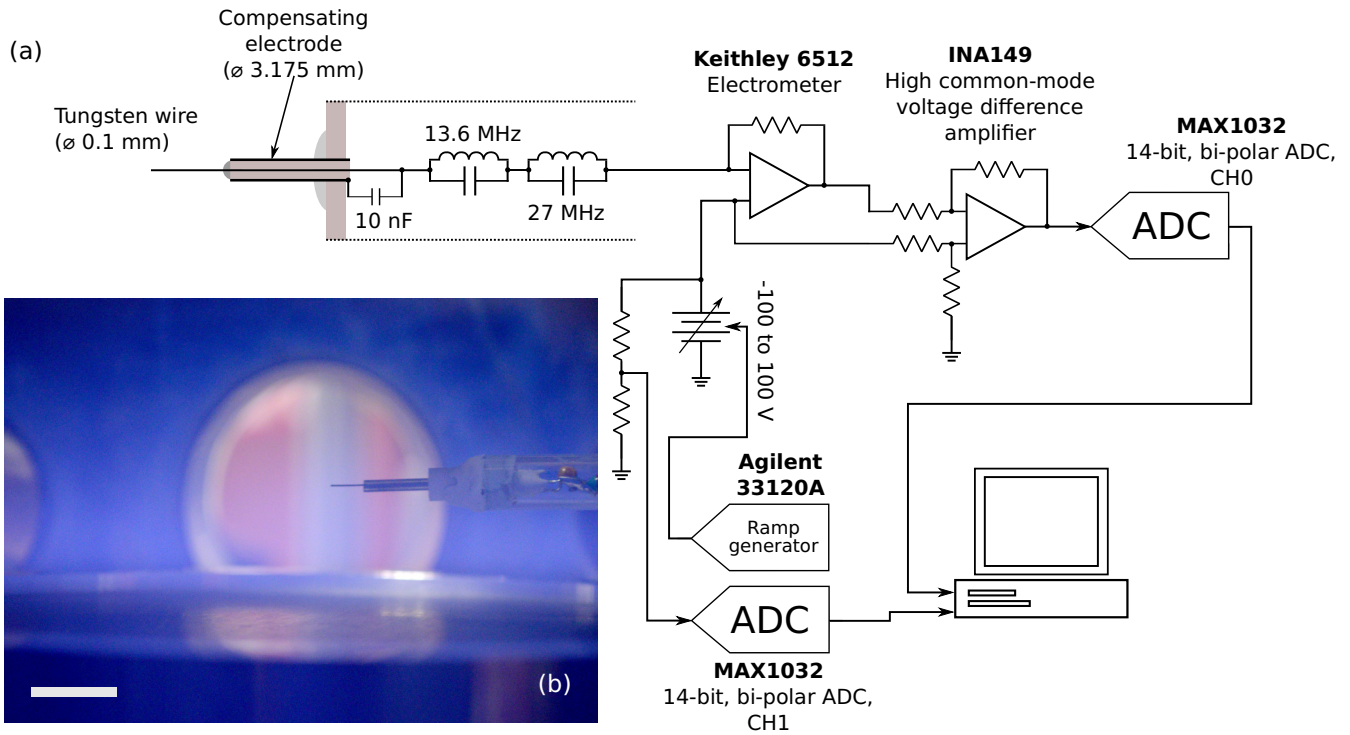 (a)
Compensating
electrode
(⌀ 3.175 mm)
Tungsten wire
(⌀ 0.1 mm)
13.6 MHz
10 nF
27 MHz
Keithley 6512
Electrometer
INA149
High common-mode
voltage difference
amplifier
MAX1032
14-bit, bi-polar ADC,
CH0
ADC
-100 to 100 V
Agilent
33120A
Ramp
generator
ADC
MAX1032
14-bit, bi-polar ADC,
CH1
(b)